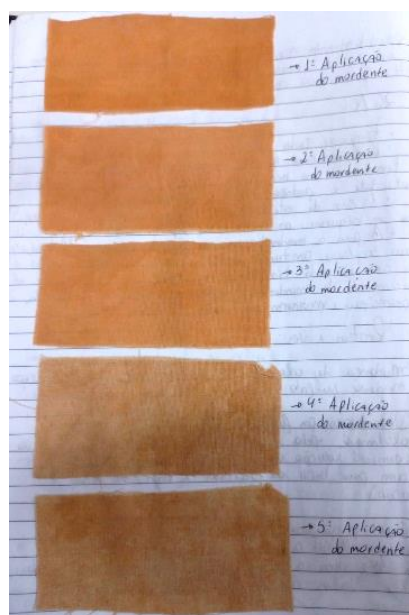 → 1ª Aplicação
do mordente
→ 2ª Aplicação
do mordente
→ 3ª Aplicação
do mordente
→ 4ª Aplicação
do mordente
→ 5ª Aplicação
do mordente